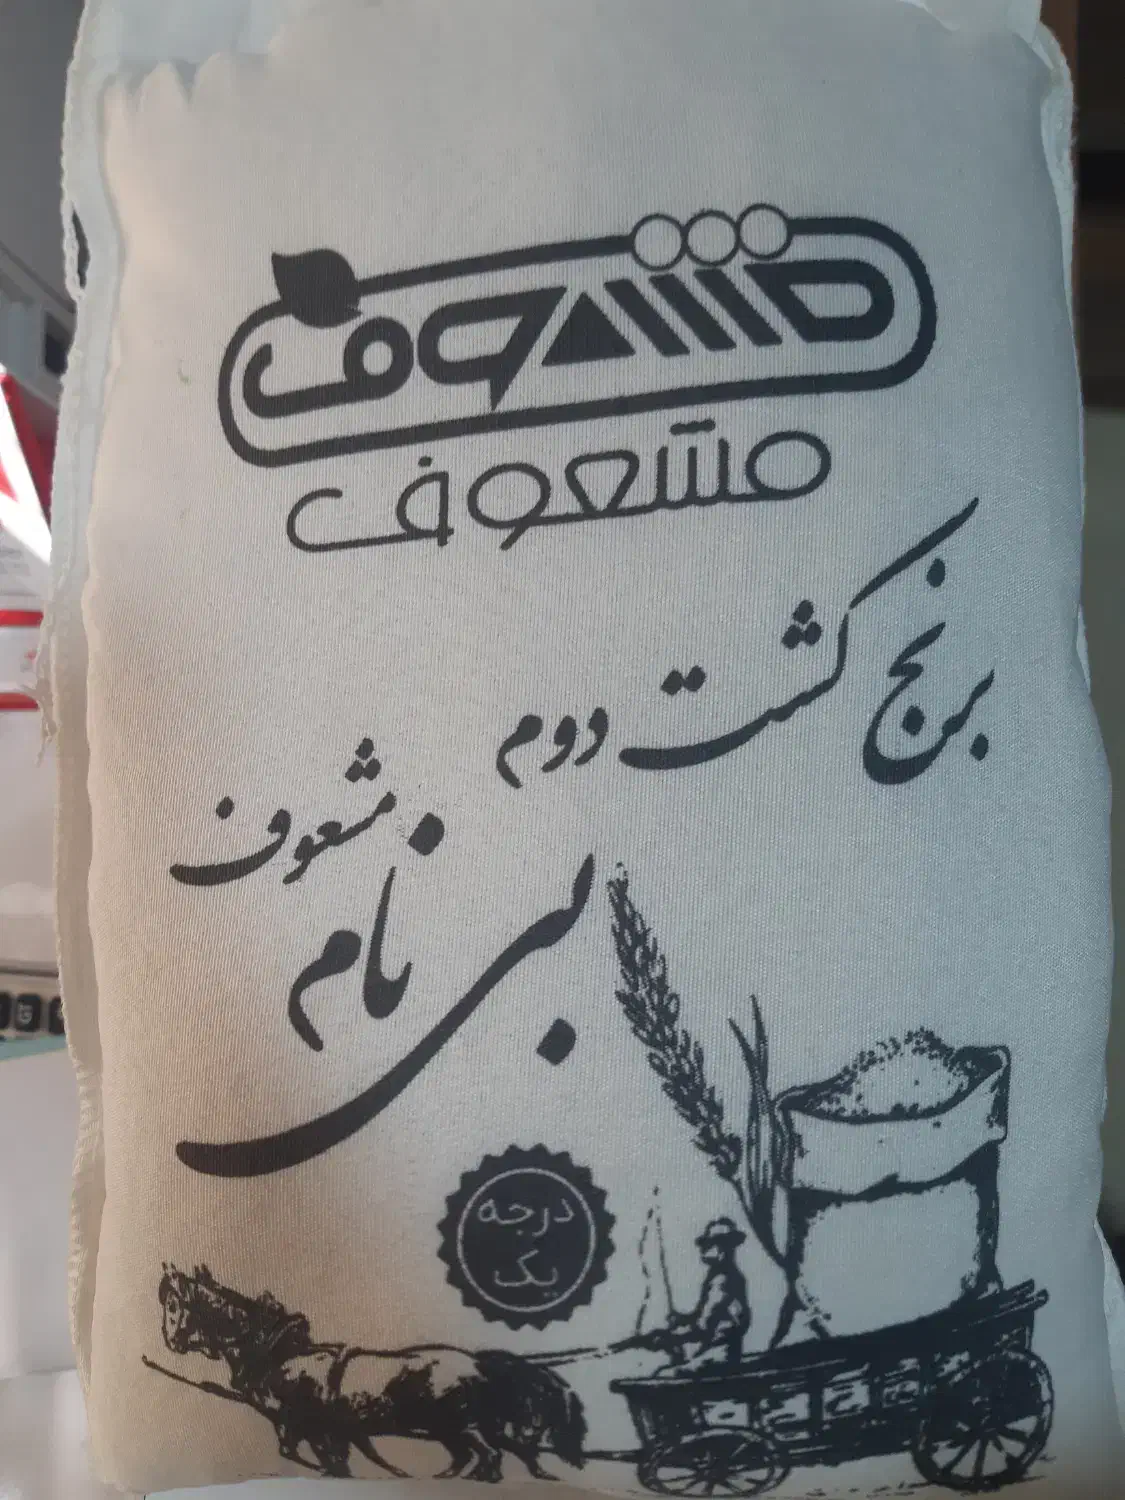 مشعوف
مشعوف
برنج کشت دوم
مشعوف
بی نام
درجه
یک